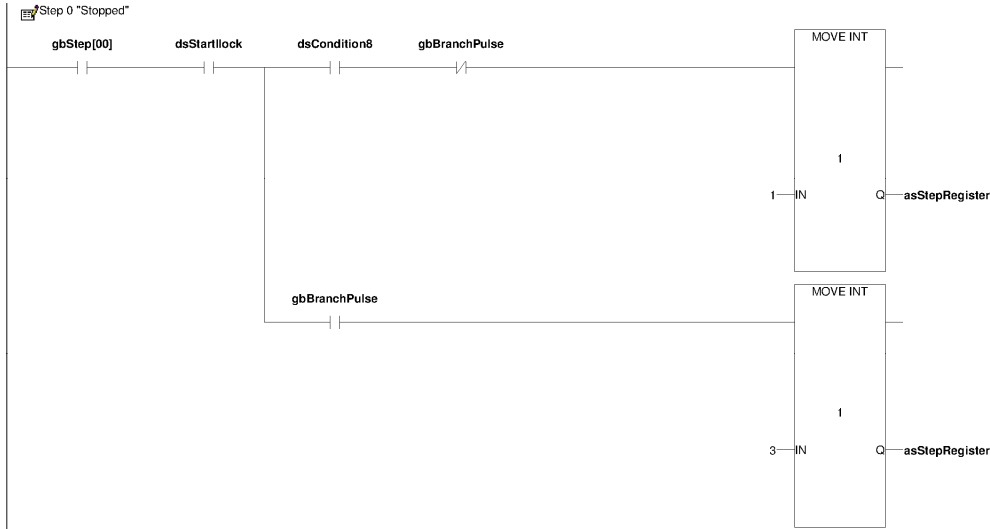 Step 0 "Stopped"
gbStep[00] dsStartIlock dsCondition8 gbBranchPulse
MOVE INT
1
1 IN Q asStepRegister
gbBranchPulse
MOVE INT
1
3 IN Q asStepRegister